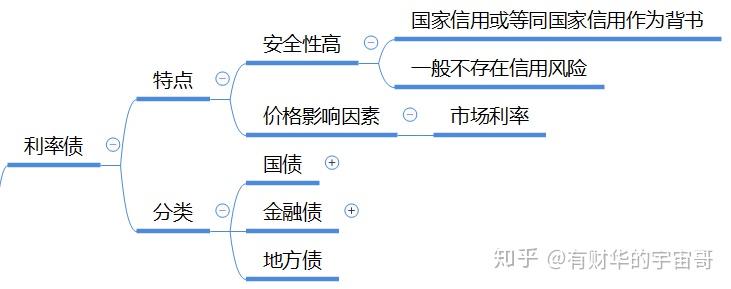 利率债
特点
安全性高
国家信用或等同国家信用作为背书
一般不存在信用风险
价格影响因素
市场利率
分类
国债
金融债
地方债
知乎 @有财华的宇宙哥